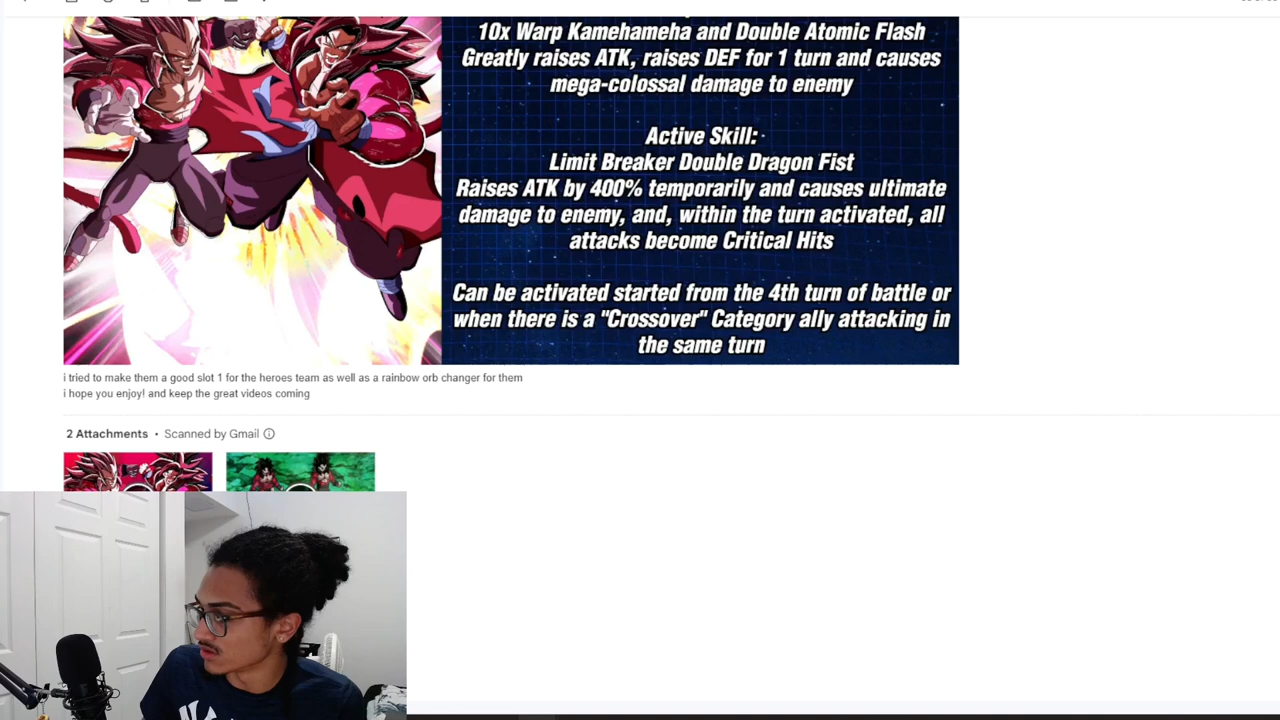 10x Warp Kamehameha and Double Atomic Flash
Greatly raises ATK, raises DEF for 1 turn and causes
mega-colossal damage to enemy
Active Skill:
Limit Breaker Double Dragon Fist
Raises ATK by 400% temporarily and causes ultimate
damage to enemy, and, within the turn activated, all
attacks become Critical Hits
Can be activated started from the 4th turn of battle or
when there is a "Crossover" Category ally attacking in
the same turn
i tried to make them a good slot 1 for the heroes team as well as a rainbow orb changer for them
i hope you enjoy! and keep the great videos coming
2 Attachments • Scanned by Gmail